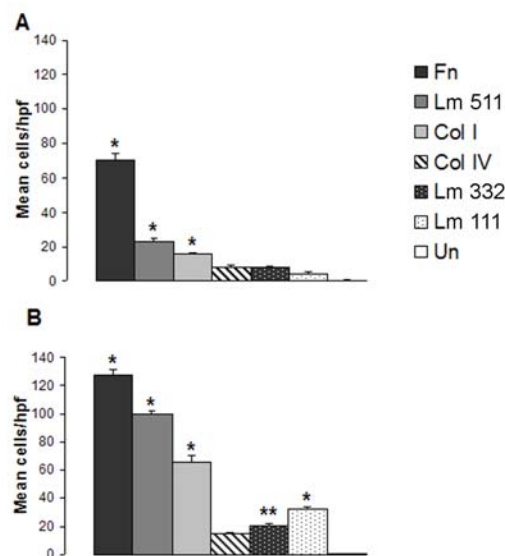 A
140
120
100
80
60
40
20
0
Mean cells/hpf
*
*
*
Fn
Lm 511
Col I
Col IV
Lm 332
Lm 111
Un
B
140
120
100
80
60
40
20
0
Mean cells/hpf
*
*
*
**
*